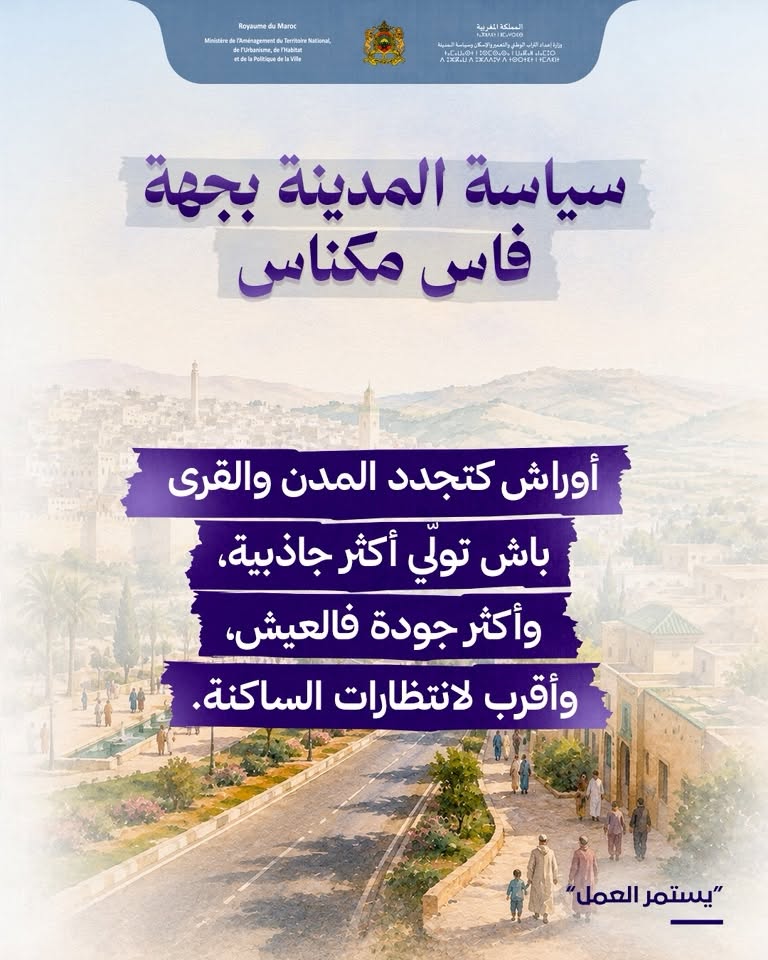 Royaume du Maroc
Ministère de l'Aménagement du Territoire National,
de l'Urbanisme, de l'Habitat
et de la Politique de la Ville
المملكة المغربية
ⵜⴰⴳⵍⴷⵉⵜ ⵏ ⵍⵎⵖⵔⵉⴱ
وزارة إعداد التراب الوطني والتعمير والإسكان وسياسة المدينة
سياسة المدينة بجهة
فاس مكناس
أوراش كتجدد المدن والقرى
باش تولّي أكثر جاذبية،
وأكثر جودة فالعيش،
وأقرب لانتظارات الساكنة.
”يستمر العمل“